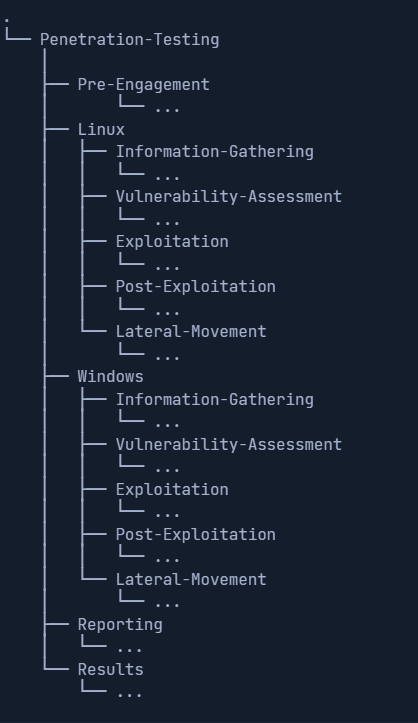 .
└── Penetration-Testing
    │
    ├── Pre-Engagement
    │       └── ...
    ├── Linux
    │   ├── Information-Gathering
    │   │   └── ...
    │   ├── Vulnerability-Assessment
    │   │   └── ...
    │   ├── Exploitation
    │   │   └── ...
    │   ├── Post-Exploitation
    │   │   └── ...
    │   └── Lateral-Movement
    │       └── ...
    ├── Windows
    │   ├── Information-Gathering
    │   │   └── ...
    │   ├── Vulnerability-Assessment
    │   │   └── ...
    │   ├── Exploitation
    │   │   └── ...
    │   ├── Post-Exploitation
    │   │   └── ...
    │   └── Lateral-Movement
    │       └── ...
    ├── Reporting
    │   └── ...
    └── Results
        └── ...